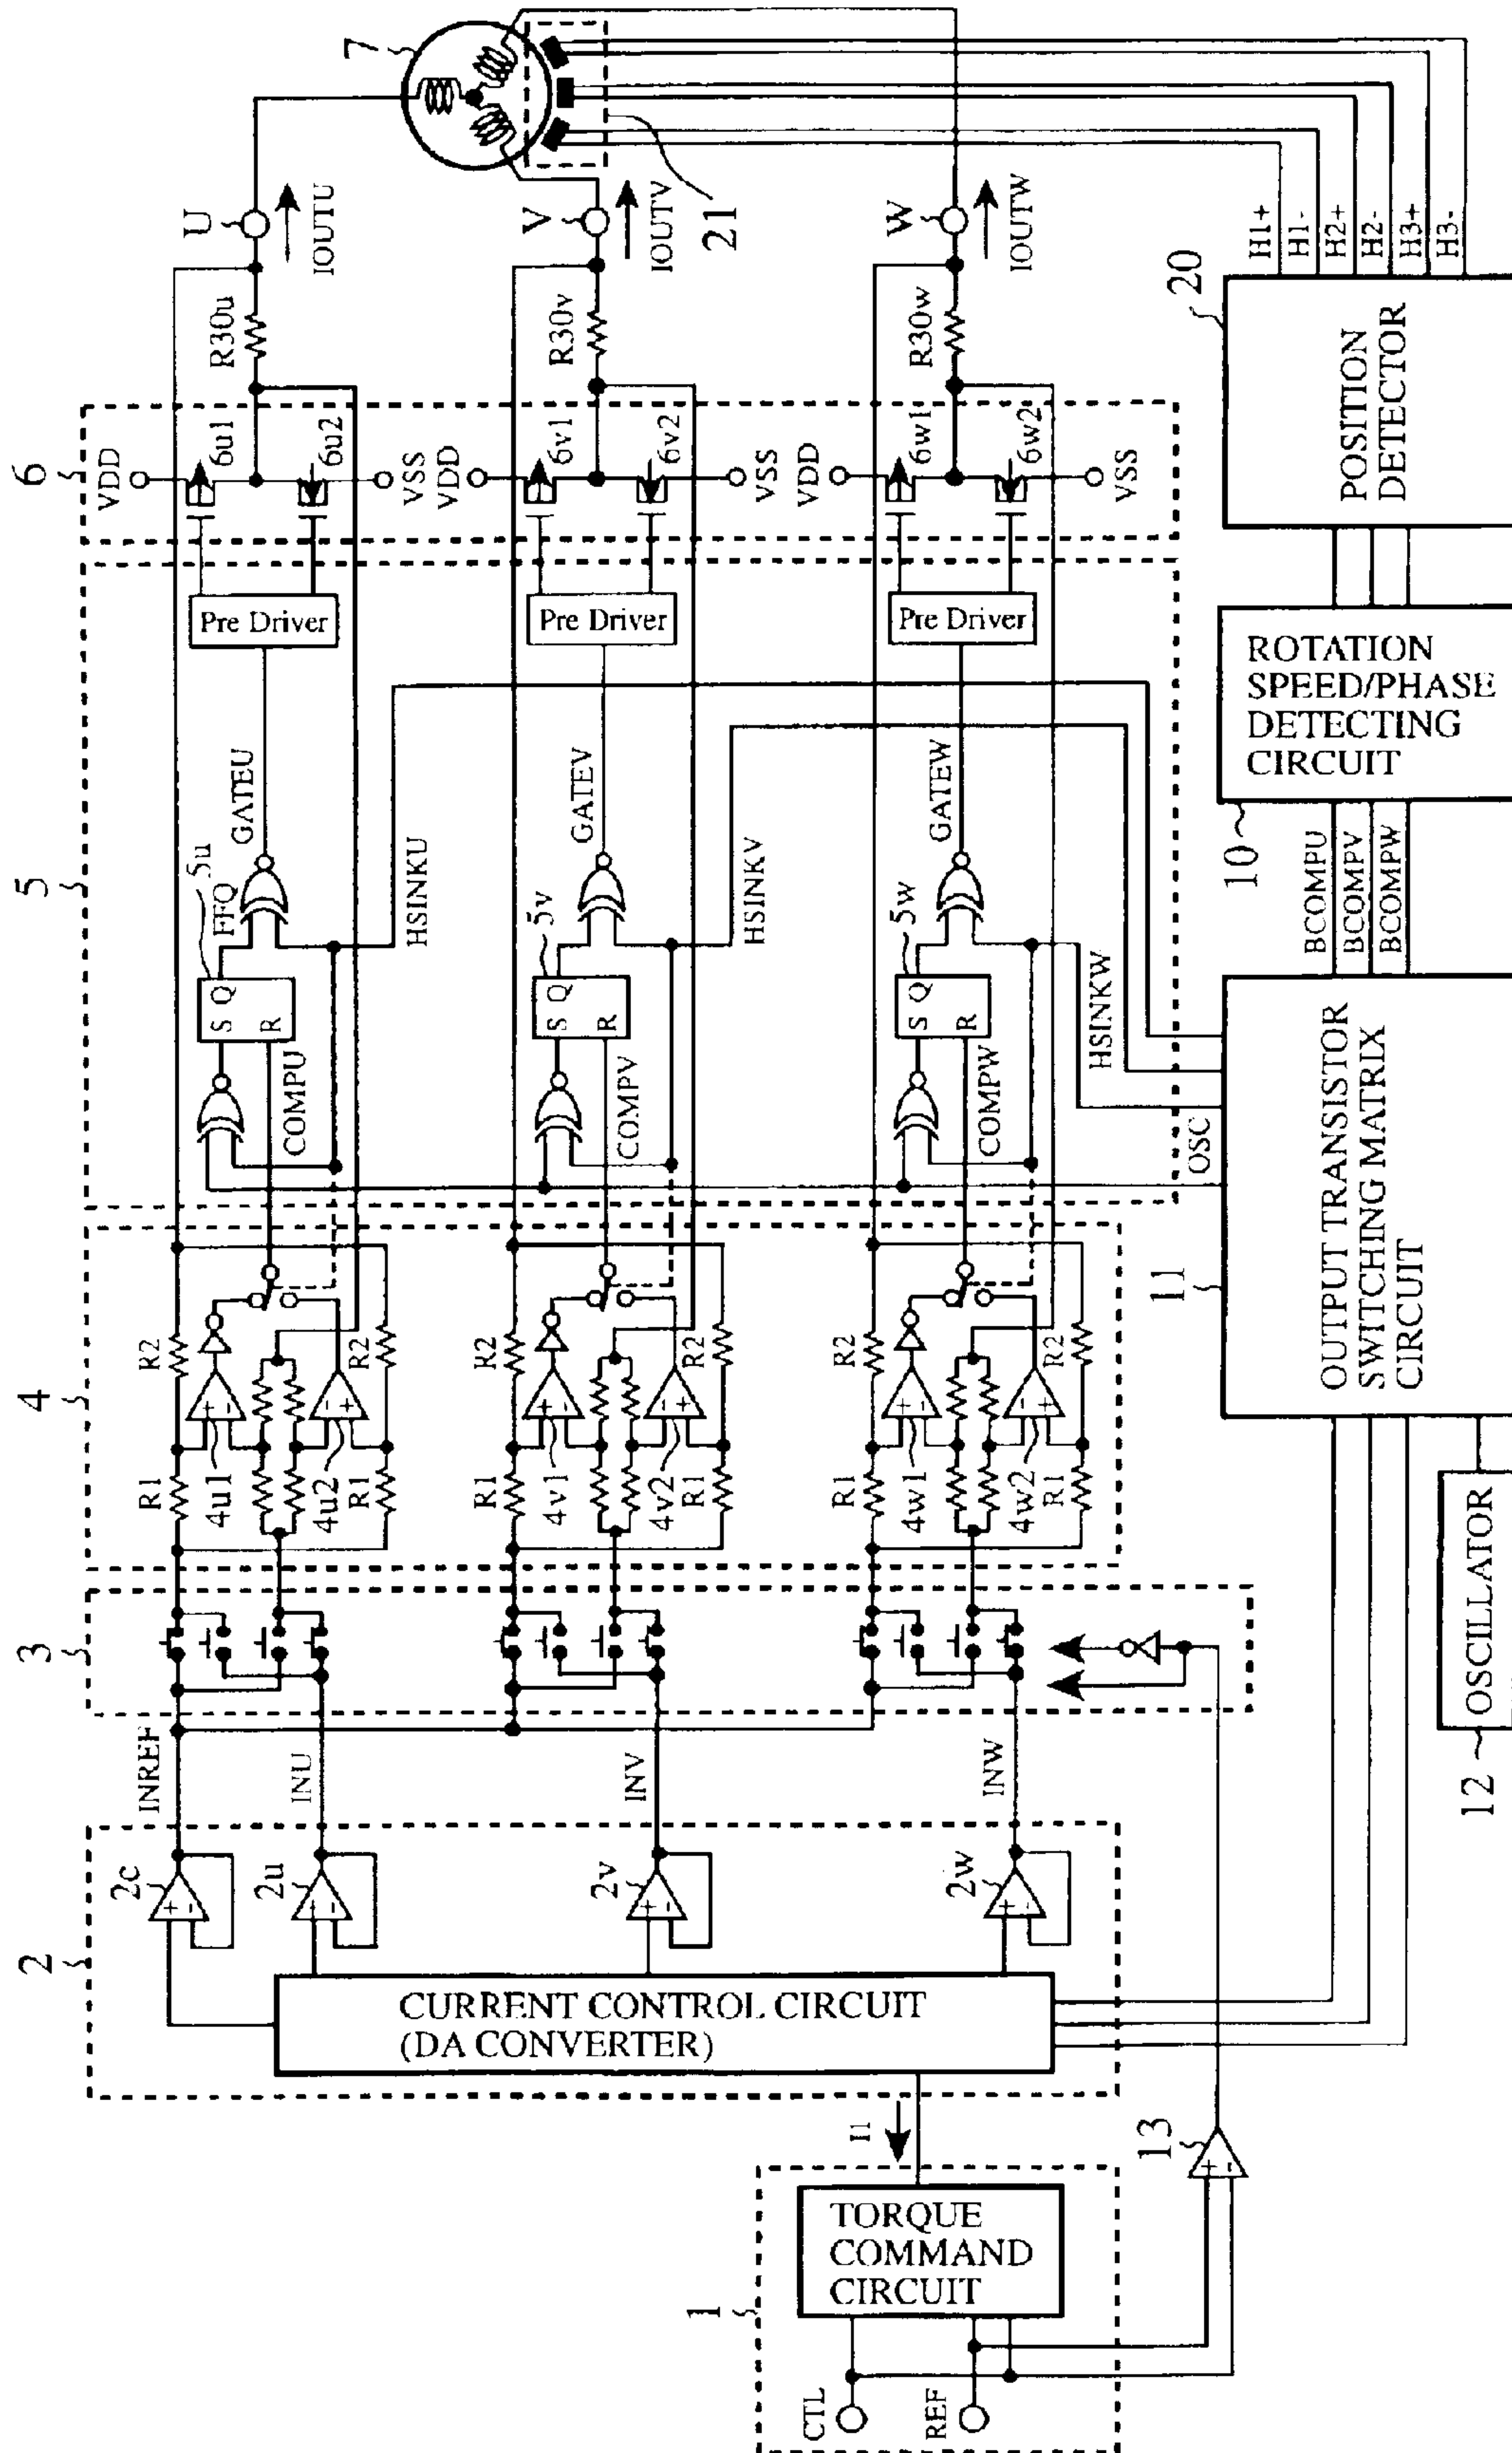 1
CTL
REF
TORQUE
COMMAND
CIRCUIT
I1
13
2
CURRENT CONTROL CIRCUIT
(DA CONVERTER)
2c
2u
2v
2w
+
-
+
-
+
-
+
-
+
-
INREF
INU
INV
INW
3
4
R1
R2
4u1
4u2
R1
R2
+
-
-
+
R1
R2
4v1
4v2
R1
R2
+
-
-
+
R1
R2
4w1
4w2
R1
R2
+
-
-
+
5
COMPU
S Q
R
5u
FFQ
GATEU
HSINKU
Pre Driver
COMPV
S Q
R
5v
GATEV
HSINKV
Pre Driver
COMPW
S Q
R
5w
GATEW
HSINKW
Pre Driver
OSC
6
VDD
6u1
6u2
VSS
VDD
6v1
6v2
VSS
VDD
6w1
6w2
VSS
R30u
U
IOUTU
R30v
V
IOUTV
R30w
W
IOUTW
7
21
12
OSCILLATOR
11
OUTPUT TRANSISTOR
SWITCHING MATRIX
CIRCUIT
BCOMPU
BCOMPV
BCOMPW
10
ROTATION
SPEED/PHASE
DETECTING
CIRCUIT
20
POSITION
DETECTOR
H1+
H1-
H2+
H2-
H3+
H3-